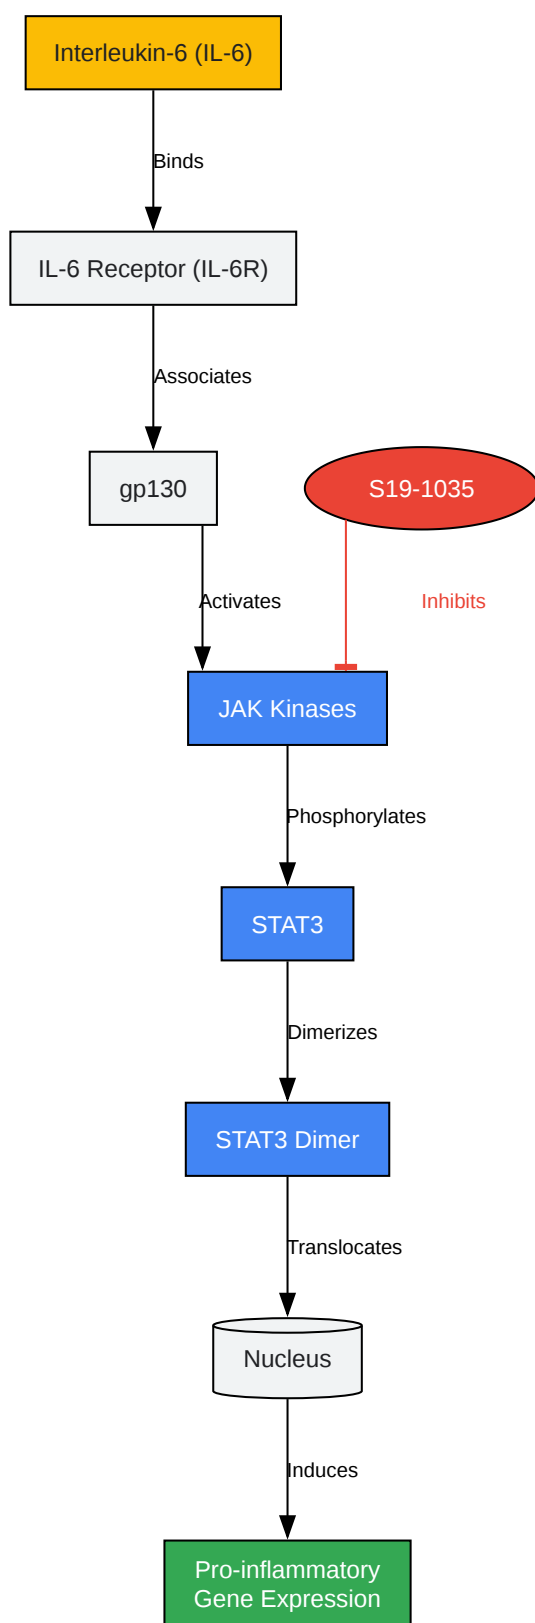 Interleukin-6 (IL-6)
Binds
IL-6 Receptor (IL-6R)
Associates
gp130
S19-1035
Activates
Inhibits
JAK Kinases
Phosphorylates
STAT3
Dimerizes
STAT3 Dimer
Translocates
Nucleus
Induces
Pro-inflammatory
Gene Expression